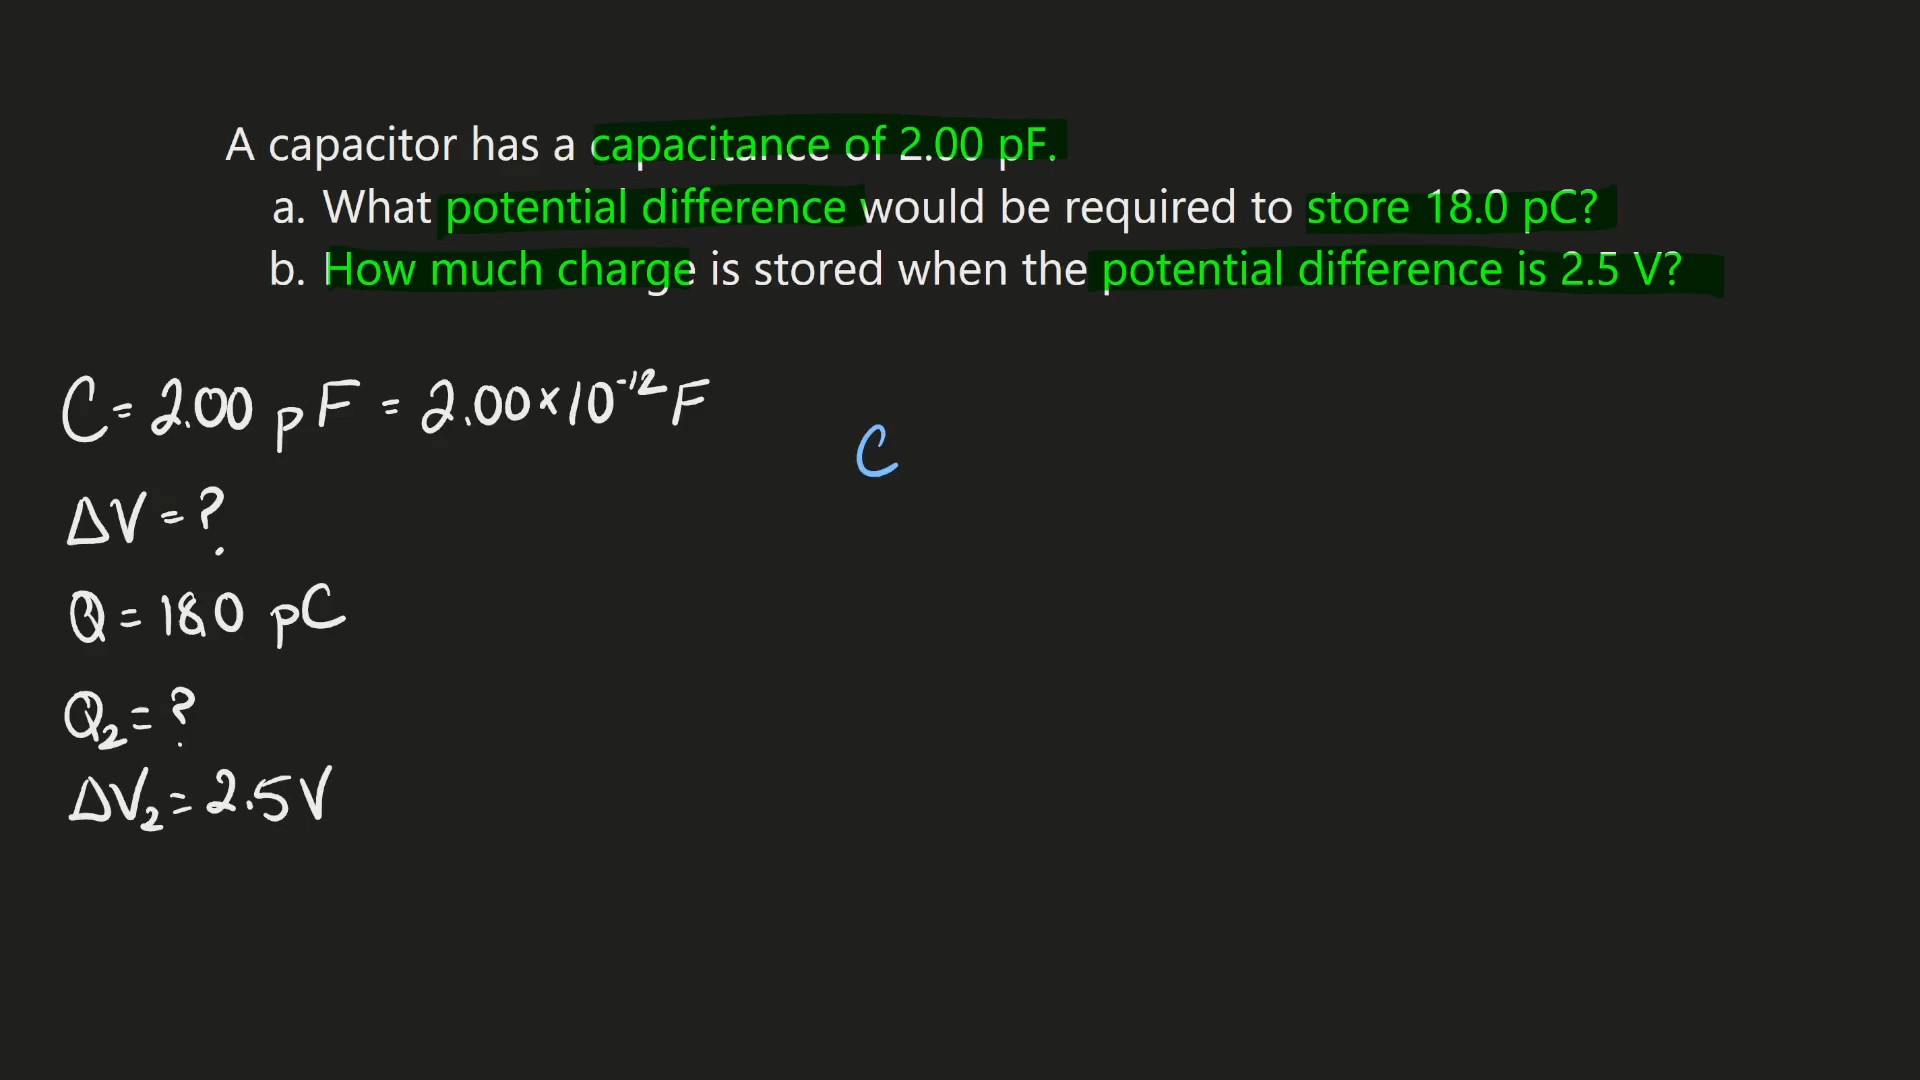 A capacitor has a capacitance of 2.00 pF.
a. What potential difference would be required to store 18.0 pC?
b. How much charge is stored when the potential difference is 2.5 V?
C = 2.00 pF = 2.00 × 10⁻¹² F
C
ΔV = ?
Q = 18.0 pC
Q₂ = ?
ΔV₂ = 2.5 V